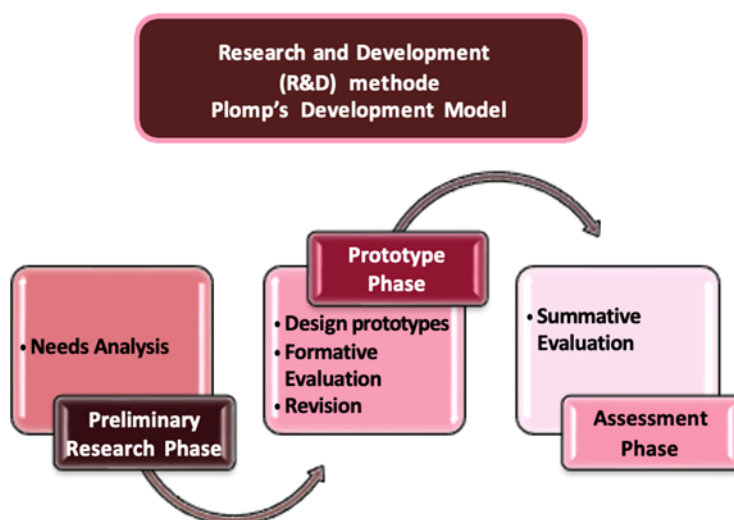 Research and Development
(R&D) methode
Plomp's Development Model
• Needs Analysis
Preliminary
Research Phase
Prototype
Phase
• Design prototypes
• Formative
Evaluation
• Revision
• Summative
Evaluation
Assessment
Phase